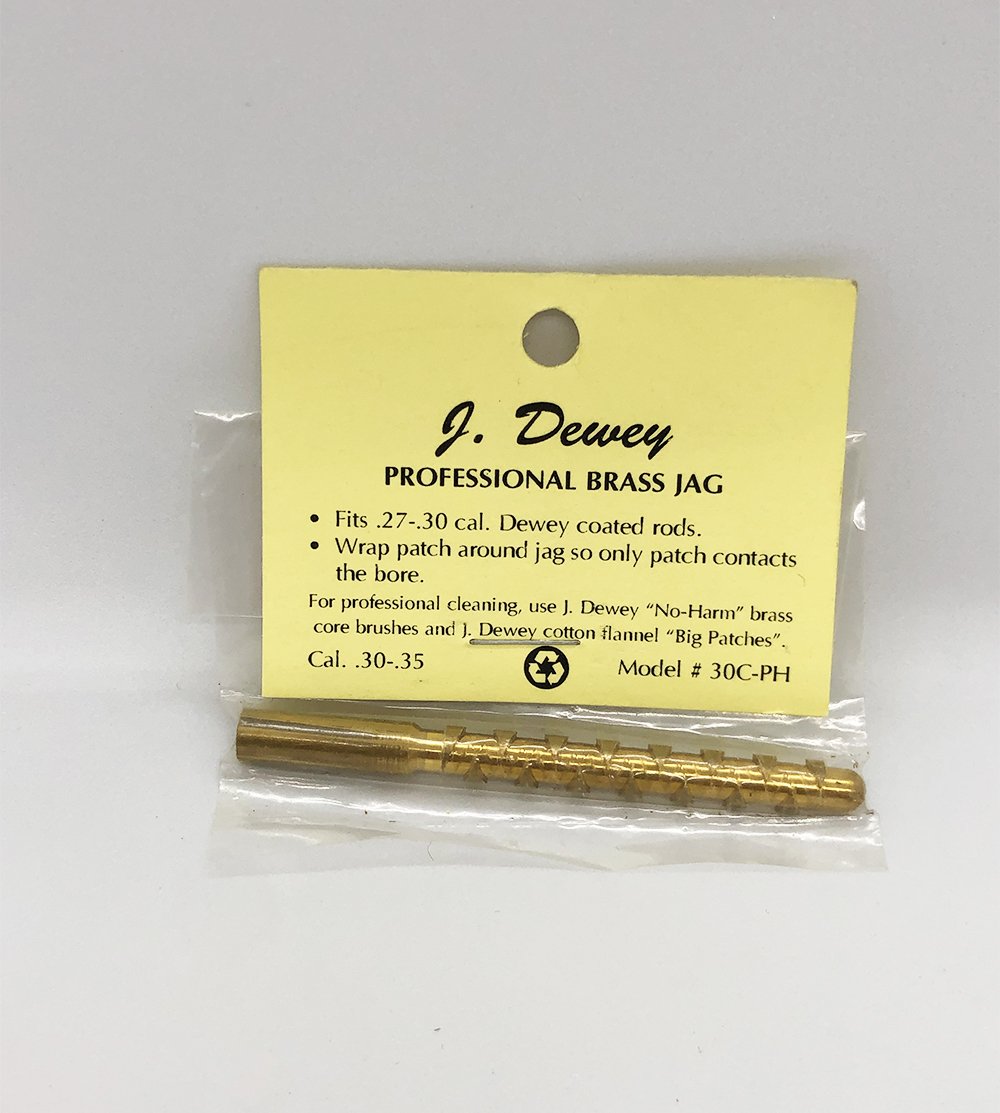 J. Dewey
PROFESSIONAL BRASS JAG
• Fits .27-.30 cal. Dewey coated rods.
• Wrap patch around jag so only patch contacts
the bore.
For professional cleaning, use J. Dewey "No-Harm" brass
core brushes and J. Dewey cotton flannel "Big Patches".
Cal. .30-.35
Model # 30C-PH